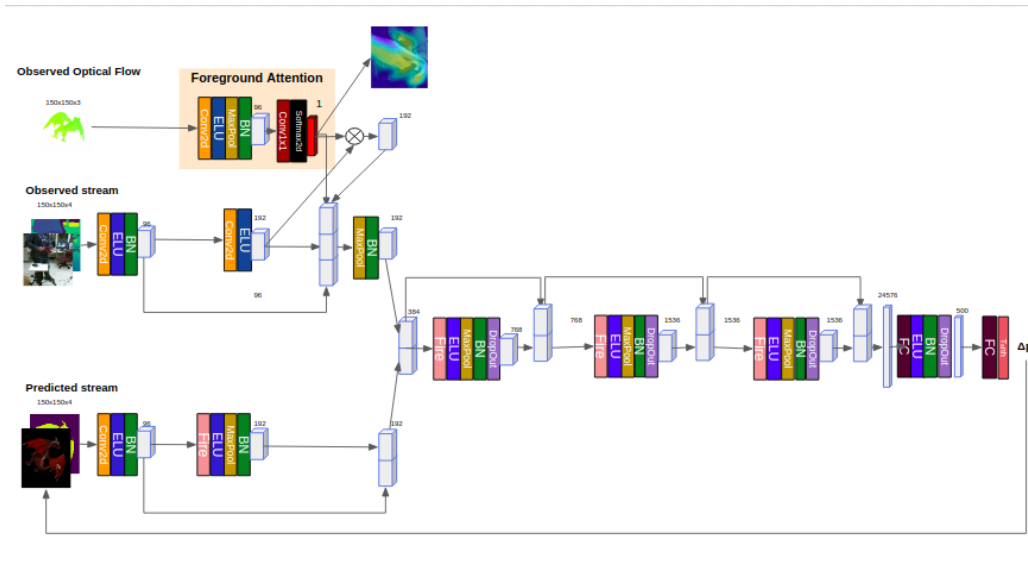 Observed Optical Flow
150x150x3
Foreground Attention
Conv2d
ELU
MaxPool
BN
96
Conv1x1
Softmax2d
1
192
Observed stream
150x150x4
Conv2d
ELU
BN
96
Conv2d
ELU
192
MaxPool
BN
192
96
384
Fire
ELU
MaxPool
BN
DropOut
768
768
Fire
ELU
MaxPool
BN
DropOut
1536
1536
Fire
ELU
MaxPool
BN
DropOut
1536
24576
FC
ELU
BN
DropOut
500
FC
Tanh
Predicted stream
150x150x4
Conv2d
ELU
BN
96
Fire
ELU
MaxPool
BN
192
192